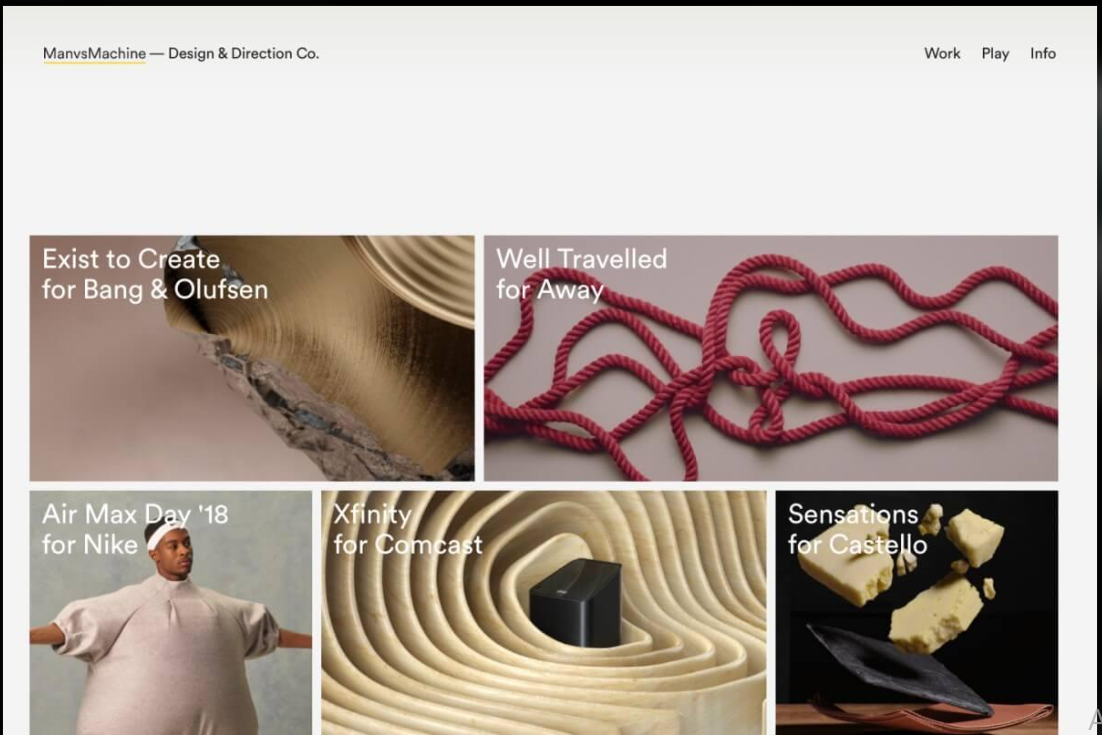 ManvsMachine — Design & Direction Co.
Work Play Info
Exist to Create
for Bang & Olufsen
Well Travelled
for Away
Air Max Day '18
for Nike
Xfinity
for Comcast
Sensations
for Castello